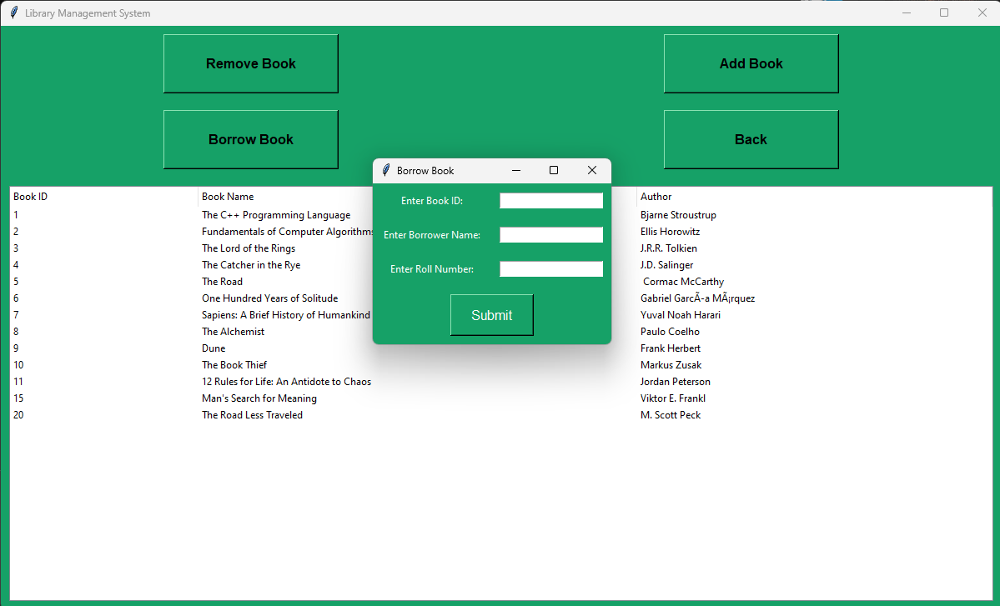 Library Management System
Remove Book
Add Book
Borrow Book
Back
Borrow Book
Enter Book ID:
Enter Borrower Name:
Enter Roll Number:
Submit
Book ID Book Name Author
1 The C++ Programming Language Bjarne Stroustrup
2 Fundamentals of Computer Algorithms Ellis Horowitz
3 The Lord of the Rings J.R.R. Tolkien
4 The Catcher in the Rye J.D. Salinger
5 The Road Cormac McCarthy
6 One Hundred Years of Solitude Gabriel GarcÃ-a MÃ¡rquez
7 Sapiens: A Brief History of Humankind Yuval Noah Harari
8 The Alchemist Paulo Coelho
9 Dune Frank Herbert
10 The Book Thief Markus Zusak
11 12 Rules for Life: An Antidote to Chaos Jordan Peterson
15 Man's Search for Meaning Viktor E. Frankl
20 The Road Less Traveled M. Scott Peck